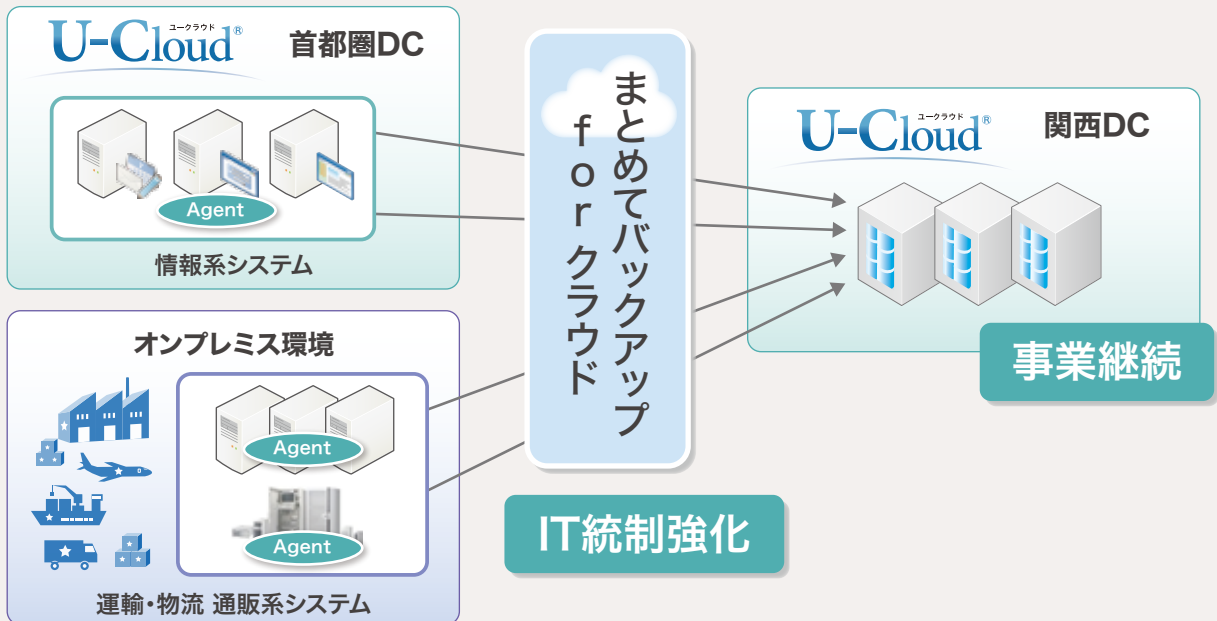 ユークラウド
U-Cloud® 首都圏DC
Agent
情報系システム
オンプレミス環境
Agent
Agent
運輸・物流 通販系システム
まとめてバックアップ
for クラウド
IT統制強化
ユークラウド
U-Cloud® 関西DC
事業継続